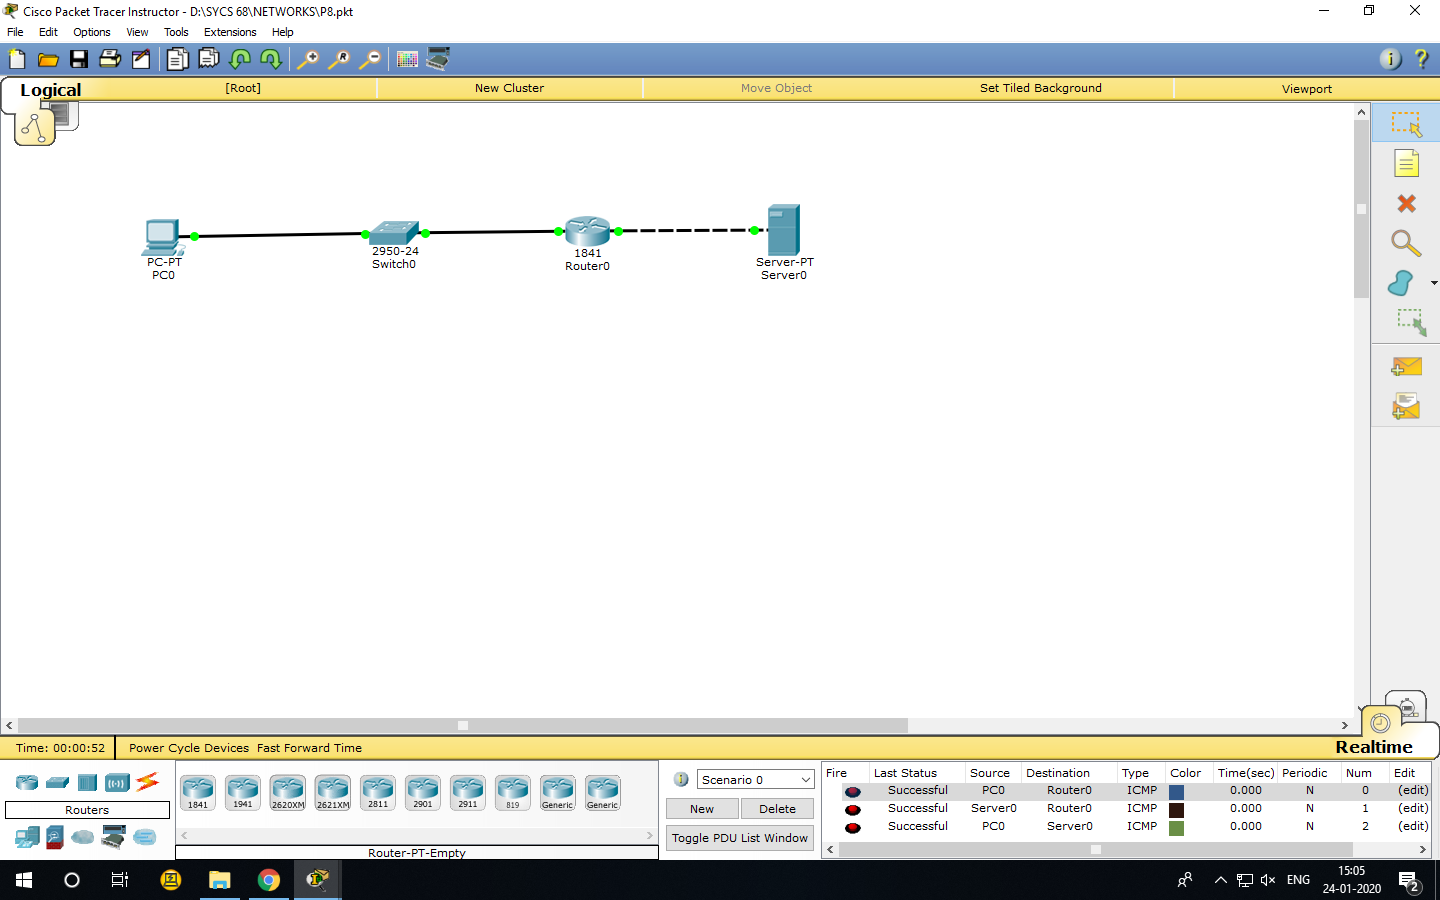 Cisco Packet Tracer Instructor - D:\SYCS 68\NETWORKS\P8.pkt
File Edit Options View Tools Extensions Help
Logical [Root] New Cluster Move Object Set Tiled Background Viewport
PC-PT
PC0
2950-24
Switch0
1841
Router0
Server-PT
Server0
Realtime
Time: 00:00:52 Power Cycle Devices Fast Forward Time
Routers
1841 1941 2620XM 2621XM 2811 2901 2911 819 Generic Generic
Router-PT-Empty
Scenario 0
New Delete
Toggle PDU List Window
Fire Last Status Source Destination Type Color Time(sec) Periodic Num Edit
Successful PC0 Router0 ICMP 0.000 N 0 (edit)
Successful Server0 Router0 ICMP 0.000 N 1 (edit)
Successful PC0 Server0 ICMP 0.000 N 2 (edit)
ENG
15:05
24-01-2020
2